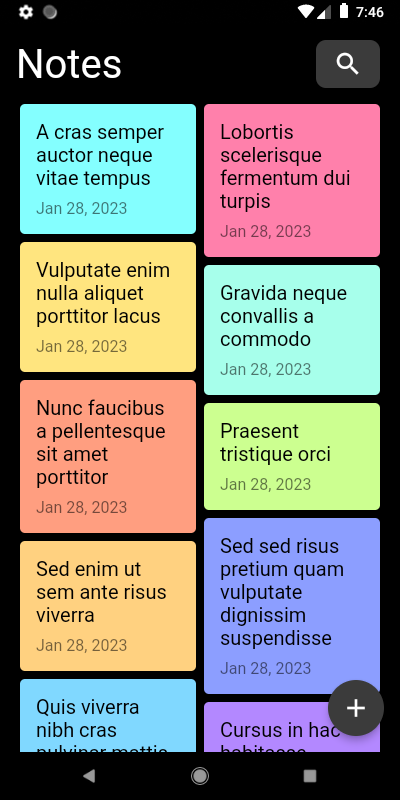 7:46
Notes
A cras semper
auctor neque
vitae tempus
Jan 28, 2023
Lobortis
scelerisque
fermentum dui
turpis
Jan 28, 2023
Vulputate enim
nulla aliquet
porttitor lacus
Jan 28, 2023
Gravida neque
convallis a
commodo
Jan 28, 2023
Nunc faucibus
a pellentesque
sit amet
porttitor
Jan 28, 2023
Praesent
tristique orci
Jan 28, 2023
Sed enim ut
sem ante risus
viverra
Jan 28, 2023
Sed sed risus
pretium quam
vulputate
dignissim
suspendisse
Jan 28, 2023
Quis viverra
nibh cras
pulvinar mattis
Cursus in hac
habitasse